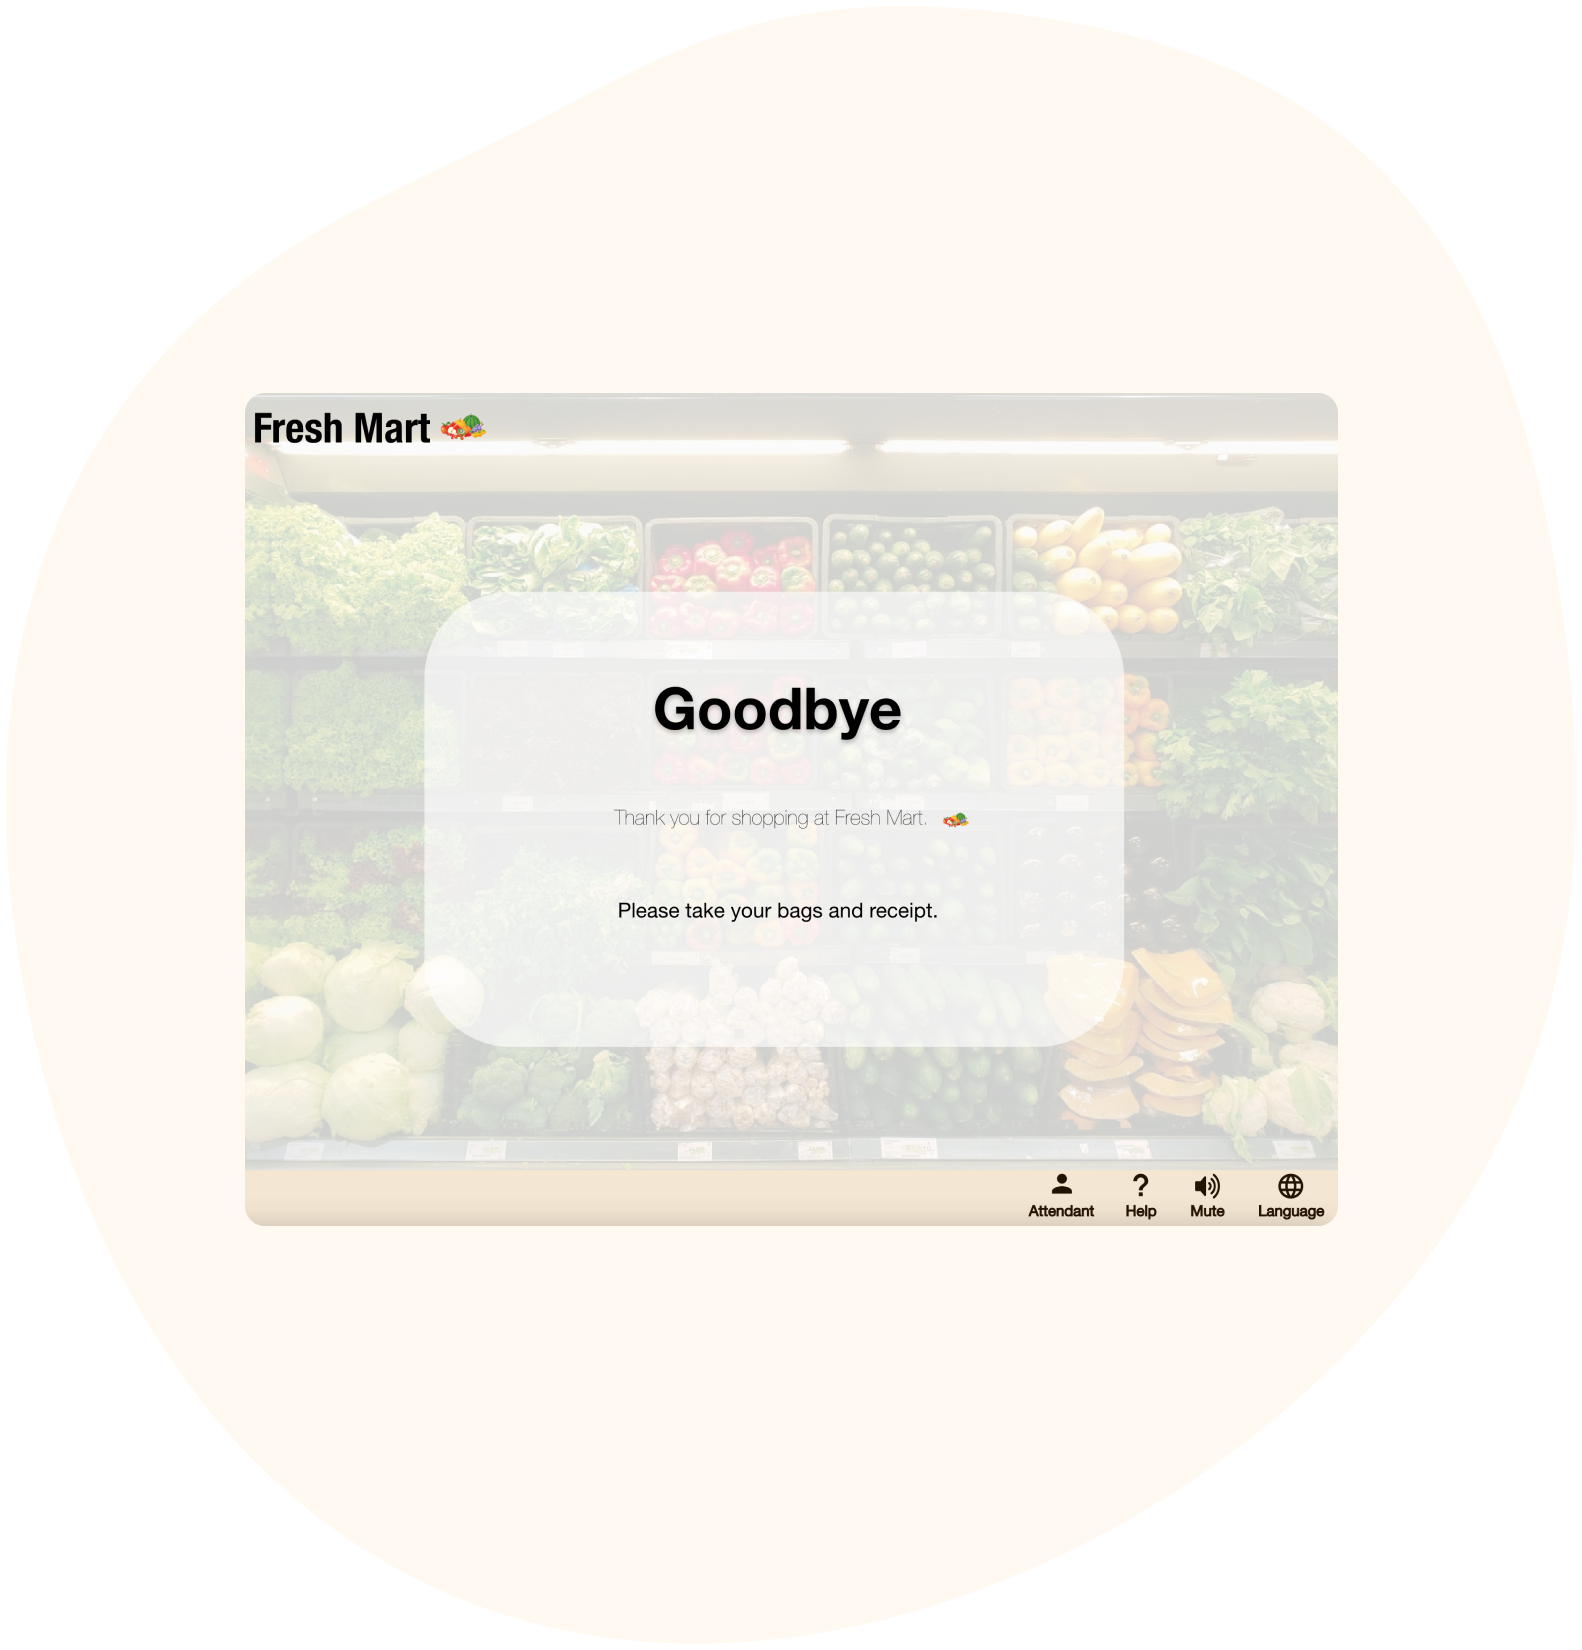 Fresh Mart
Goodbye
Thank you for shopping at Fresh Mart.
Please take your bags and receipt.
Attendant Help Mute Language